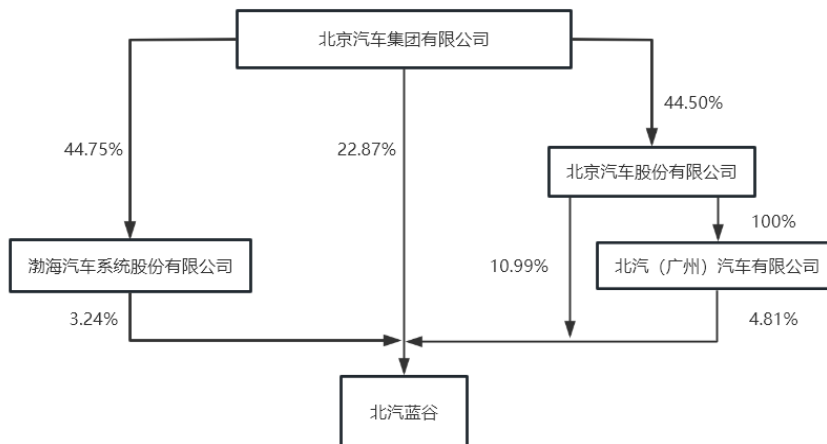 北京汽车集团有限公司
44.50%
44.75%
22.87%
北京汽车股份有限公司
100%
渤海汽车系统股份有限公司
10.99%
北汽（广州）汽车有限公司
3.24%
4.81%
北汽蓝谷